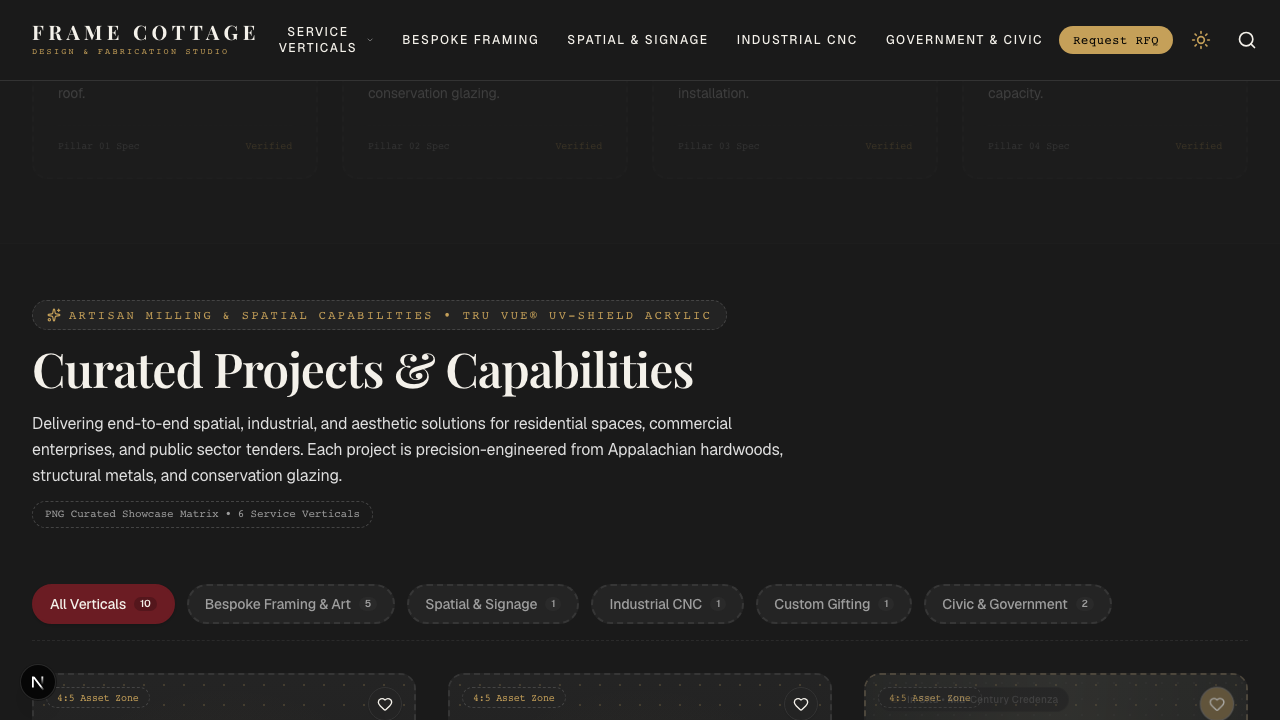 FRAME COTTAGE
DESIGN & FABRICATION STUDIO
SERVICE
VERTICALS
BESPOKE FRAMING
SPATIAL & SIGNAGE
INDUSTRIAL CNC
GOVERNMENT & CIVIC
Request RFQ
roof.
conservation glazing.
installation.
capacity.
Pillar 01 Spec
Verified
Pillar 02 Spec
Verified
Pillar 03 Spec
Verified
Pillar 04 Spec
Verified
ARTISAN MILLING & SPATIAL CAPABILITIES • TRU VUE® UV-SHIELD ACRYLIC
Curated Projects & Capabilities
Delivering end-to-end spatial, industrial, and aesthetic solutions for residential spaces, commercial
enterprises, and public sector tenders. Each project is precision-engineered from Appalachian hardwoods,
structural metals, and conservation glazing.
PNG Curated Showcase Matrix • 6 Service Verticals
All Verticals 10
Bespoke Framing & Art 5
Spatial & Signage 1
Industrial CNC 1
Custom Gifting 1
Civic & Government 2
N
4:5 Asset Zone
4:5 Asset Zone
4:5 Asset Zone
Century Credenza